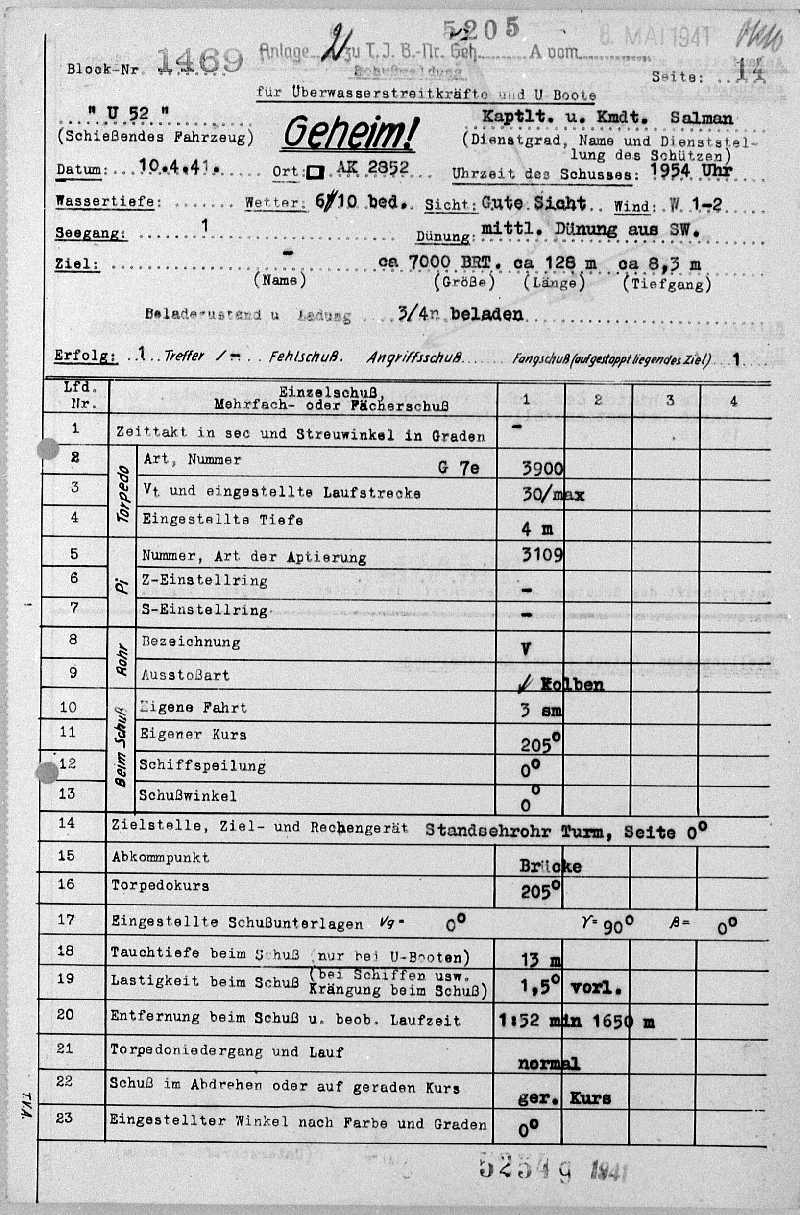 5205
Anlage 21 zu T.J.B.-Nr. Geh. A vom
8. MAI 1941
Block-Nr 1469
Schußmeldung
Seite: 14
für Überwasserstreitkräfte und U Boote
" U 52 "
Kaptlt. u. Kmdt. Salman
(Schießendes Fahrzeug)
Geheim!
(Dienstgrad, Name und Dienststel-
lung des Schützen)
Datum: 10.4.41. Ort: AK 2852 Uhrzeit des Schusses: 1954 Uhr
Wassertiefe: Wetter: 6/10 bed. Sicht: Gute Sicht Wind: W 1-2
Seegang: 1 Dünung: mittl. Dünung aus SW.
Ziel: - ca 7000 BRT. ca 128 m ca 8,3 m
(Name) (Größe) (Länge) (Tiefgang)
Beladezustand u Ladung 3/4n beladen
Erfolg: 1 Treffer / - Fehlschuß. Angriffsschuß Fangschuß (aufgestoppt liegendes Ziel) 1
Lfd. Nr. Einzelschuß, Mehrfach- oder Fächerschuß 1 2 3 4
1 Zeittakt in sec und Streuwinkel in Graden -
Torpedo
2 Art, Nummer G 7e 3900
3 Vt und eingestellte Laufstrecke 30/max
4 Eingestellte Tiefe 4 m
Pi
5 Nummer, Art der Aptierung 3109
6 Z-Einstellring -
7 S-Einstellring -
Rohr
8 Bezeichnung V
9 Ausstoßart Kolben
Beim Schuß
10 Eigene Fahrt 3 sm
11 Eigener Kurs 205°
12 Schiffspeilung 0°
13 Schußwinkel 0°
14 Zielstelle, Ziel- und Rechengerät Standsehrohr Turm, Seite 0°
15 Abkommpunkt Brücke
16 Torpedokurs 205°
17 Eingestellte Schußunterlagen Vg= 0° γ= 90° β= 0°
18 Tauchtiefe beim Schuß (nur bei U-Booten) 13 m
19 Lastigkeit beim Schuß (bei Schiffen usw. Krängung beim Schuß) 1,5° vorl.
20 Entfernung beim Schuß u. beob. Laufzeit 1:52 min 1650 m
21 Torpedoniedergang und Lauf normal
22 Schuß im Abdrehen oder auf geraden Kurs ger. Kurs
23 Eingestellter Winkel nach Farbe und Graden 0°
TVA.
5254 g 1941